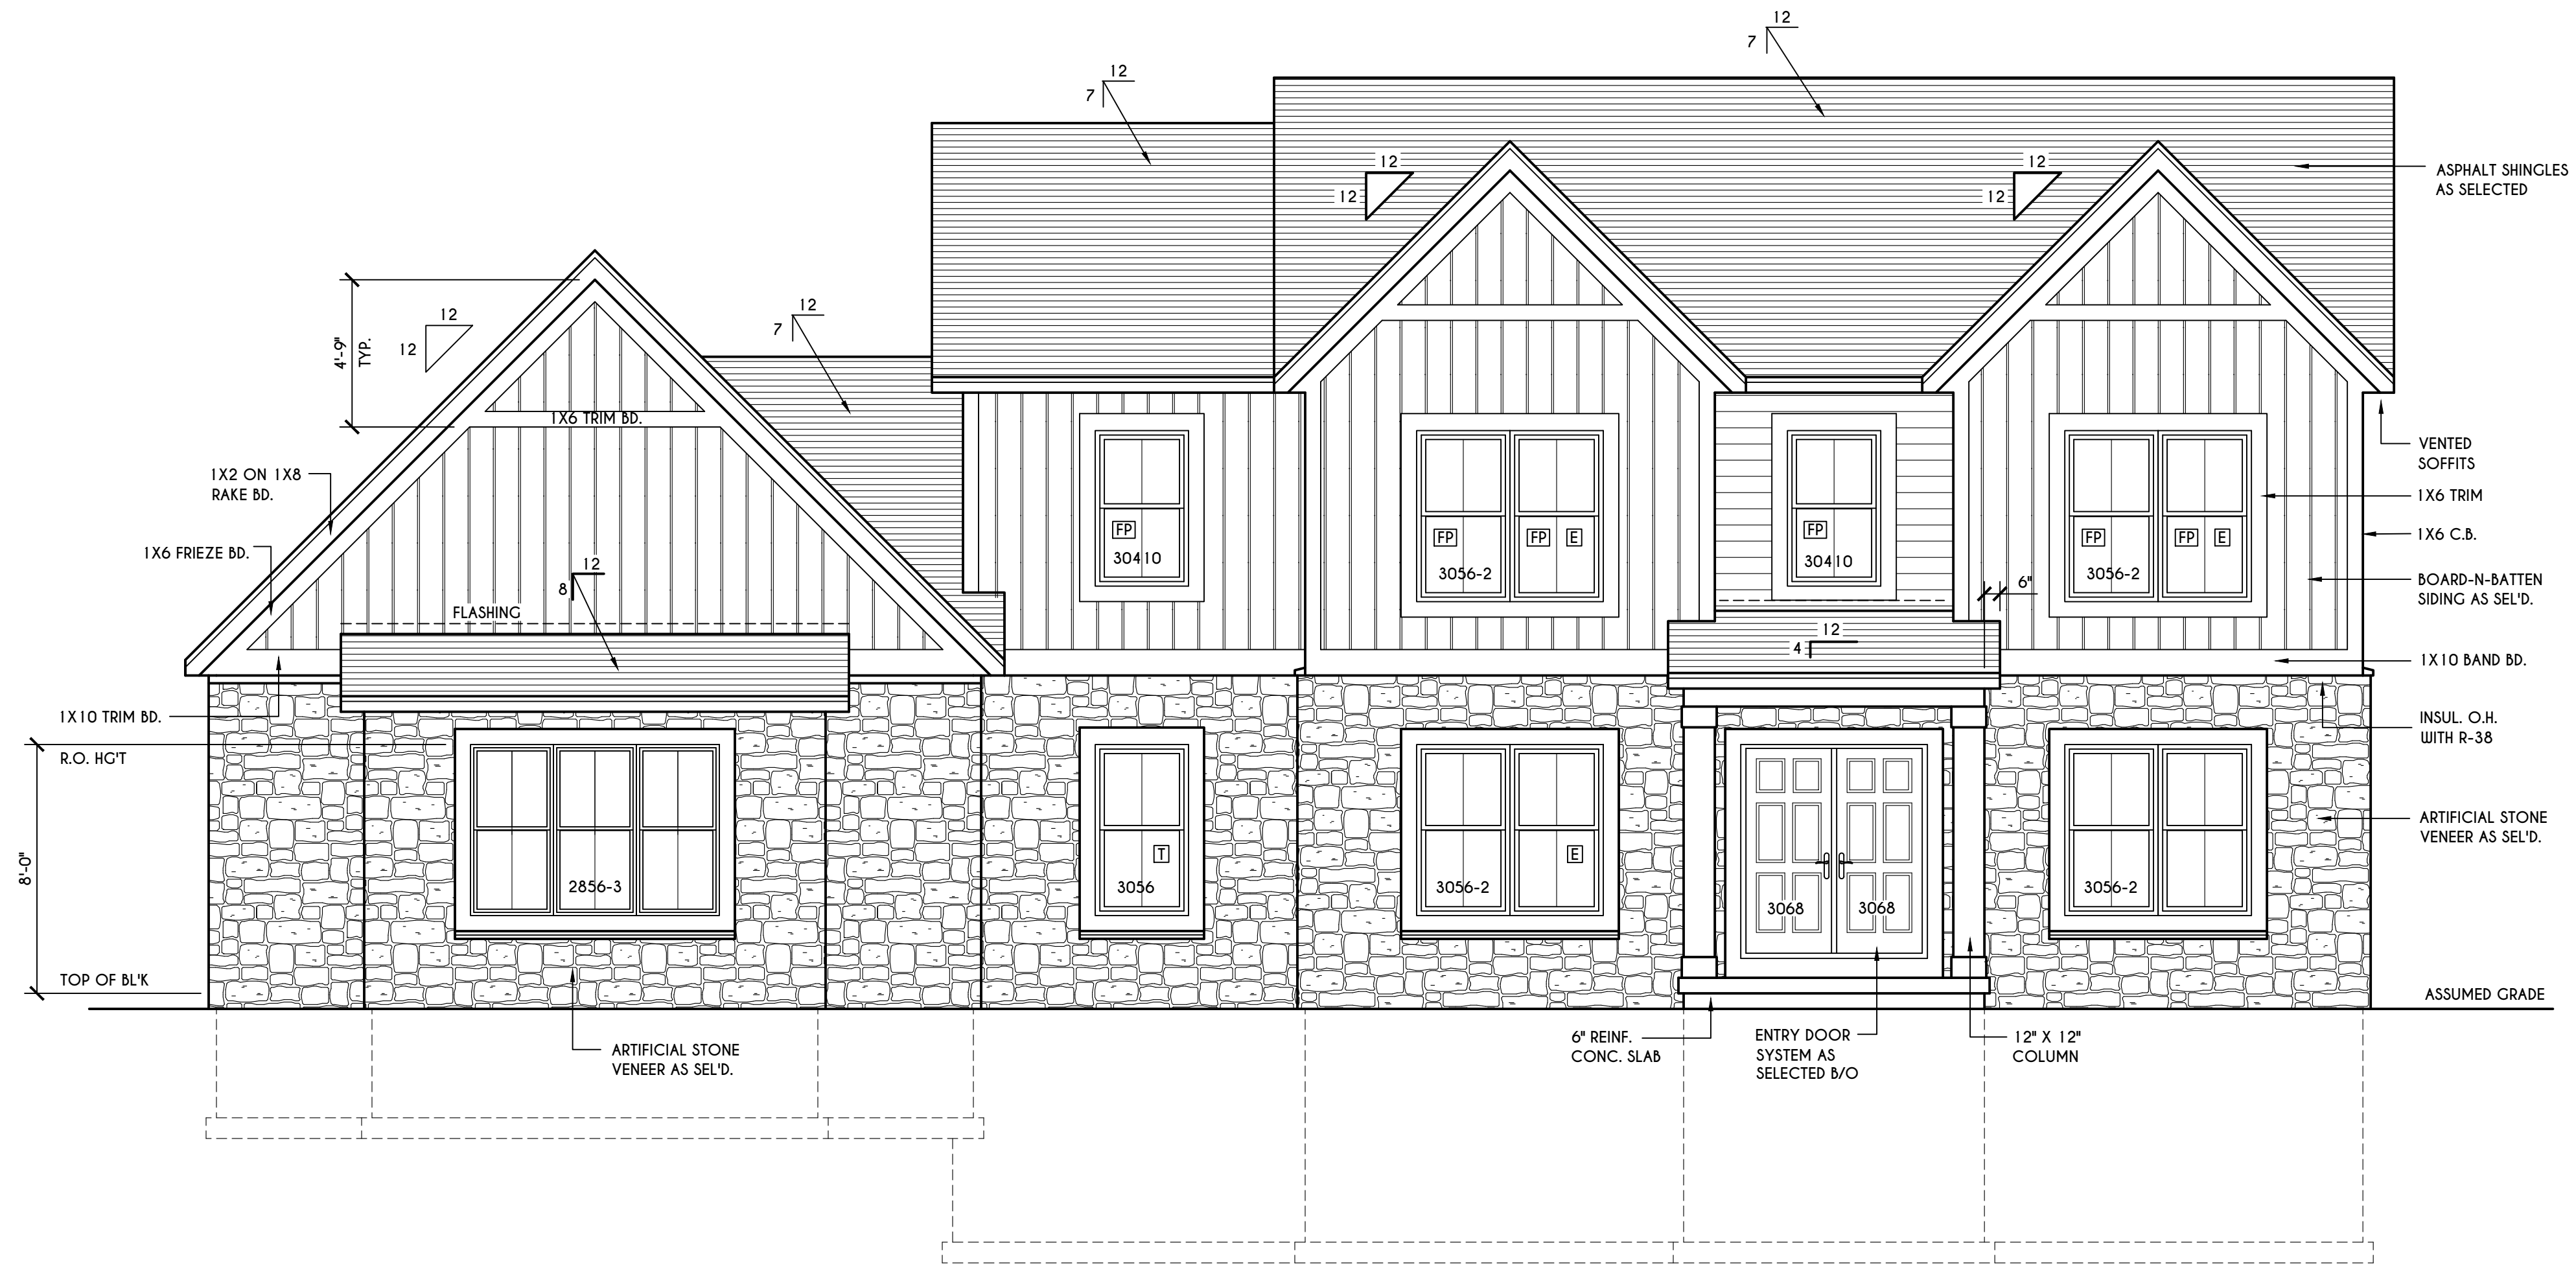 12
7
12
7
12
12
12
12
ASPHALT SHINGLES
AS SELECTED
12
7
12
12
4'-9"
TYP.
1X6 TRIM BD.
1X2 ON 1X8
RAKE BD.
1X6 FRIEZE BD.
12
8
FLASHING
FP
30410
FP
FP
E
3056-2
FP
30410
FP
FP
E
3056-2
6"
12
4
VENTED
SOFFITS
1X6 TRIM
1X6 C.B.
BOARD-N-BATTEN
SIDING AS SEL'D.
1X10 BAND BD.
1X10 TRIM BD.
R.O. HG'T
8'-0"
TOP OF BL'K
2856-3
T
3056
E
3056-2
3068
3068
3056-2
INSUL. O.H.
WITH R-38
ARTIFICIAL STONE
VENEER AS SEL'D.
ASSUMED GRADE
ARTIFICIAL STONE
VENEER AS SEL'D.
6" REINF.
CONC. SLAB
ENTRY DOOR
SYSTEM AS
SELECTED B/O
12" X 12"
COLUMN